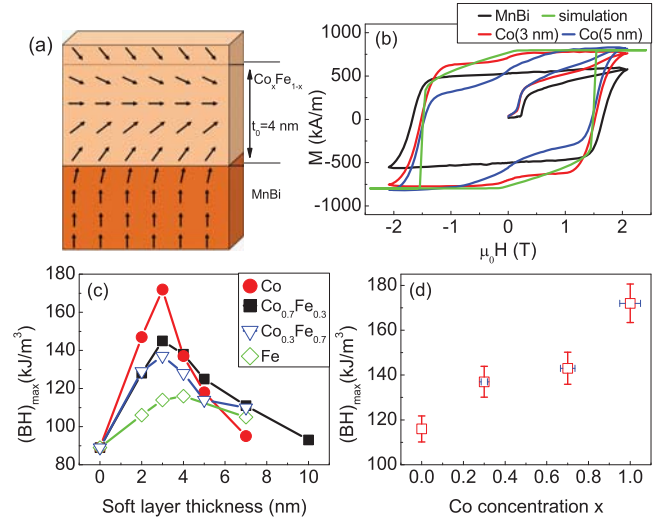 (a)
CoxFe1-x
t0=4 nm
MnBi
(b)
MnBi simulation
Co(3 nm) Co(5 nm)
M (kA/m)
1000
500
0
-500
-1000
-2 -1 0 1 2
μ0H (T)
(c)
Co
Co0.7Fe0.3
Co0.3Fe0.7
Fe
(BH)max(kJ/m3)
180
160
140
120
100
80
0 2 4 6 8 10
Soft layer thickness (nm)
(d)
(BH)max(kJ/m3)
180
160
140
120
100
0.0 0.2 0.4 0.6 0.8 1.0
Co concentration x